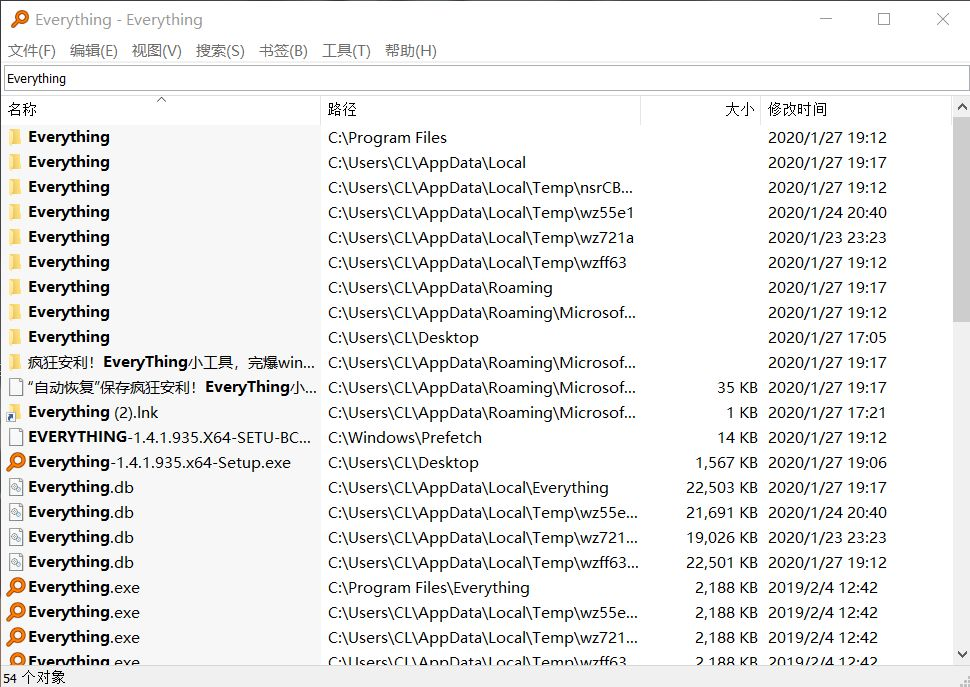 Everything - Everything
文件(F) 编辑(E) 视图(V) 搜索(S) 书签(B) 工具(T) 帮助(H)
Everything
名称 路径 大小 修改时间
Everything C:\Program Files 2020/1/27 19:12
Everything C:\Users\CL\AppData\Local 2020/1/27 19:17
Everything C:\Users\CL\AppData\Local\Temp\nsrCB... 2020/1/27 19:12
Everything C:\Users\CL\AppData\Local\Temp\wz55e1 2020/1/24 20:40
Everything C:\Users\CL\AppData\Local\Temp\wz721a 2020/1/23 23:23
Everything C:\Users\CL\AppData\Local\Temp\wzff63 2020/1/27 19:12
Everything C:\Users\CL\AppData\Roaming 2020/1/27 19:17
Everything C:\Users\CL\AppData\Roaming\Microsof... 2020/1/27 19:12
Everything C:\Users\CL\Desktop 2020/1/27 17:05
疯狂安利！EveryThing小工具，完爆win... C:\Users\CL\AppData\Roaming\Microsof... 2020/1/27 19:17
“自动恢复”保存疯狂安利！EveryThing小... C:\Users\CL\AppData\Roaming\Microsof... 35 KB 2020/1/27 19:17
Everything (2).lnk C:\Users\CL\AppData\Roaming\Microsof... 1 KB 2020/1/27 17:21
EVERYTHING-1.4.1.935.X64-SETU-BC... C:\Windows\Prefetch 14 KB 2020/1/27 19:12
Everything-1.4.1.935.x64-Setup.exe C:\Users\CL\Desktop 1,567 KB 2020/1/27 19:06
Everything.db C:\Users\CL\AppData\Local\Everything 22,503 KB 2020/1/27 19:17
Everything.db C:\Users\CL\AppData\Local\Temp\wz55e... 21,691 KB 2020/1/24 20:40
Everything.db C:\Users\CL\AppData\Local\Temp\wz721... 19,026 KB 2020/1/23 23:23
Everything.db C:\Users\CL\AppData\Local\Temp\wzff63... 22,501 KB 2020/1/27 19:12
Everything.exe C:\Program Files\Everything 2,188 KB 2019/2/4 12:42
Everything.exe C:\Users\CL\AppData\Local\Temp\wz55e... 2,188 KB 2019/2/4 12:42
Everything.exe C:\Users\CL\AppData\Local\Temp\wz721... 2,188 KB 2019/2/4 12:42
Everything.exe C:\Users\CL\AppData\Local\Temp\wzff63... 2,188 KB 2019/2/4 12:42
54 个对象